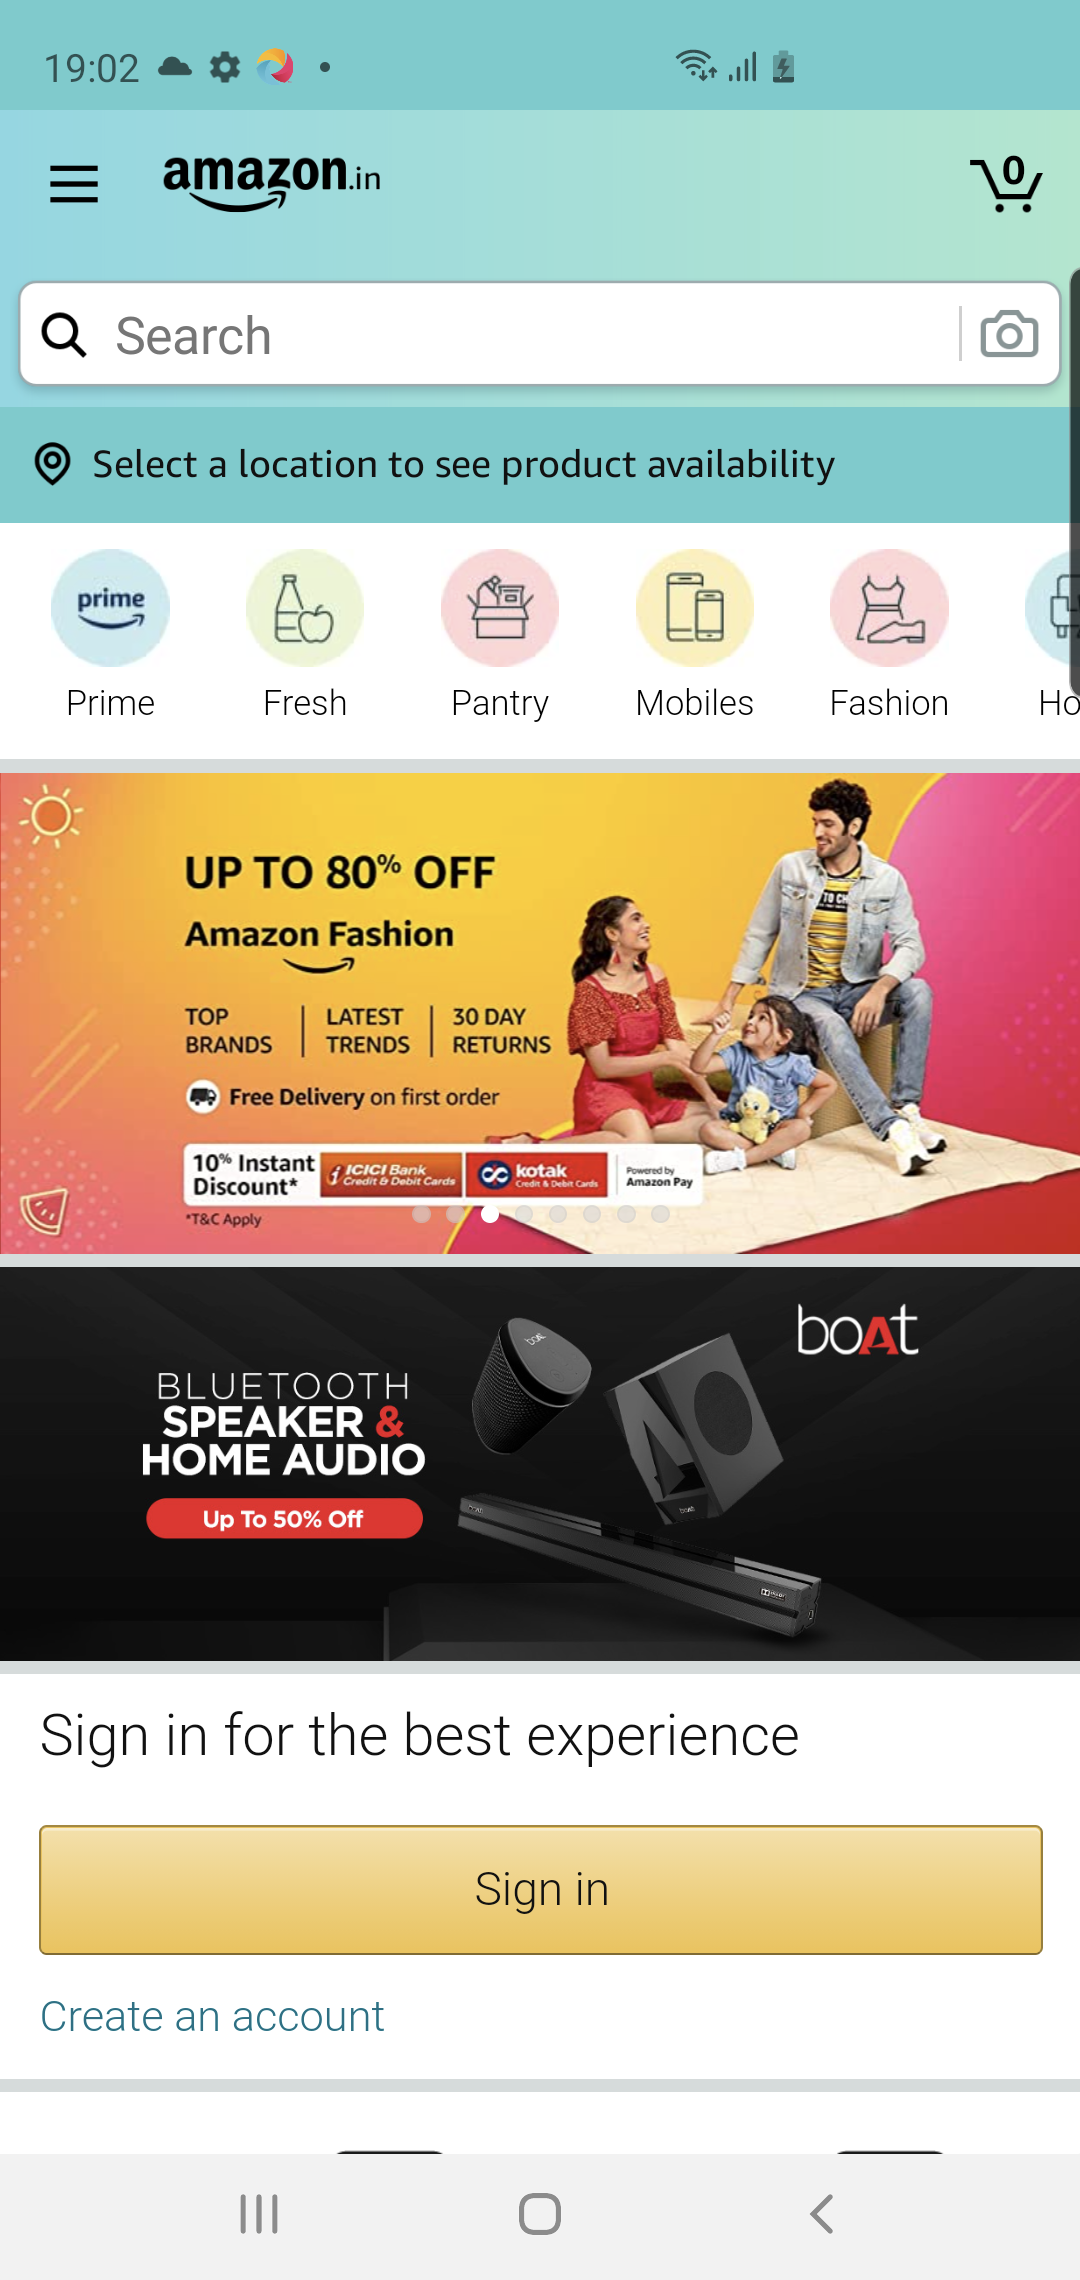 19:02
amazon.in
0
Search
Select a location to see product availability
prime
Prime
Fresh
Pantry
Mobiles
Fashion
Ho
UP TO 80% OFF
Amazon Fashion
TOP BRANDS
LATEST TRENDS
30 DAY RETURNS
Free Delivery on first order
10% Instant Discount*
ICICI Bank
Credit & Debit Cards
kotak
Credit & Debit Cards
Powered by
Amazon Pay
*T&C Apply
boAt
BLUETOOTH
SPEAKER &
HOME AUDIO
Up To 50% Off
Sign in for the best experience
Sign in
Create an account